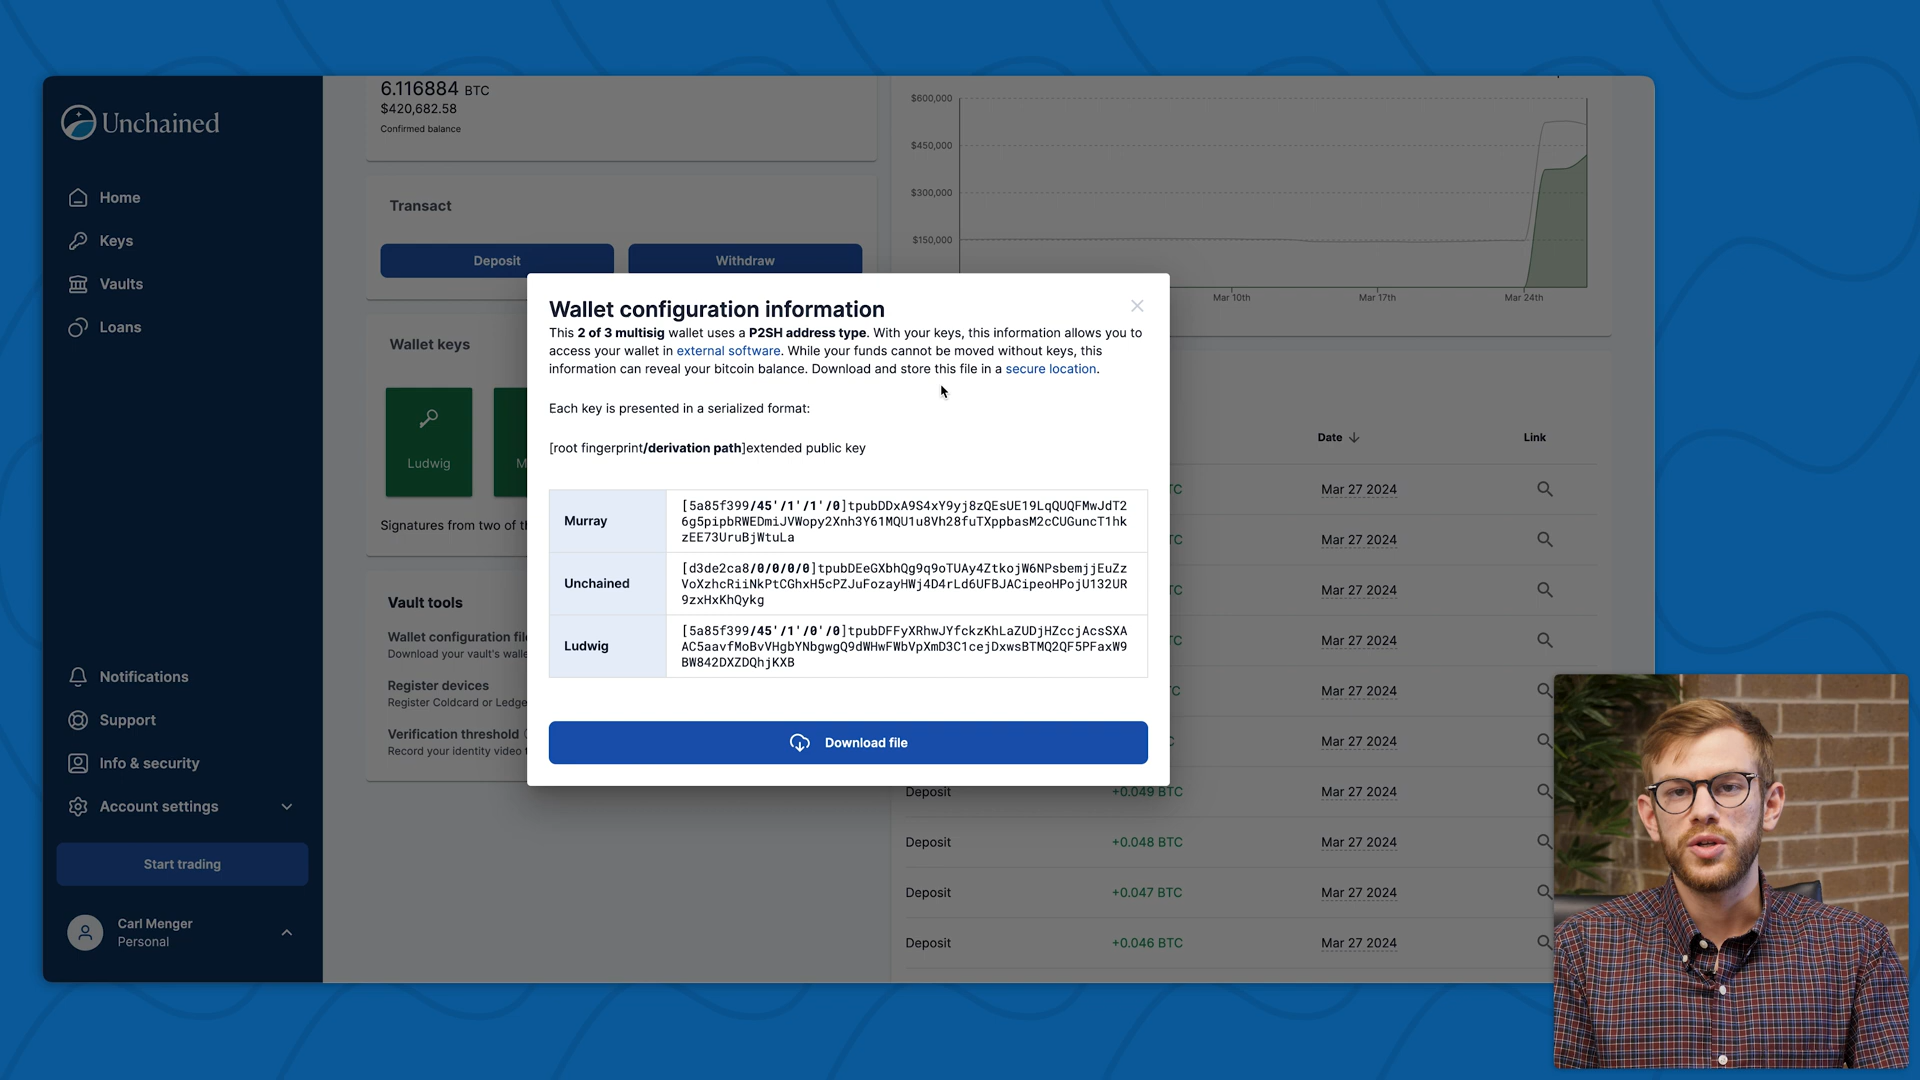 Unchained
Home
Keys
Vaults
Loans
Notifications
Support
Info & security
Account settings
Start trading
Carl Menger
Personal
6.116884 BTC
$420,682.58
Confirmed balance
Transact
Deposit
Withdraw
Wallet keys
Ludwig
M
Signatures from two of t
Vault tools
Wallet configuration file
Download your vault's walle
Register devices
Register Coldcard or Ledge
Verification threshold
Record your identity video t
$600,000
$450,000
$300,000
$150,000
Mar 10th
Mar 17th
Mar 24th
Wallet configuration information
This 2 of 3 multisig wallet uses a P2SH address type. With your keys, this information allows you to
access your wallet in external software. While your funds cannot be moved without keys, this
information can reveal your bitcoin balance. Download and store this file in a secure location.
Each key is presented in a serialized format:
[root fingerprint/derivation path]extended public key
Murray
[5a85f399/45'/1'/1'/0]tpubDDxA9S4xY9yj8zQEsUE19LqQUQFMwJdT2
6g5pipbRWEDmiJVWopy2Xnh3Y61MQU1u8Vh28fuTXppbasM2cCUGuncT1hk
zEE73UruBjWtuLa
Unchained
[d3de2ca8/0/0/0/0]tpubDEeGXbhQg9q9oTUAy4ZtkojW6NPsbemjjEuZz
VoXzhcRiiNkPtCGhxH5cPZJuFozayHWj4D4rLd6UFBJACipeoHPojU132UR
9zxHxKhQykg
Ludwig
[5a85f399/45'/1'/0'/0]tpubDFFyXRhwJYfckzKhLaZUDjHZccjAcsSXA
AC5aavfMoBvVHgbYNbgwgQ9dWHwFWbVpXmD3C1cejDxwsBTMQ2QF5PFaxW9
BW842DXZDQhjKXB
Download file
Date
Link
TC Mar 27 2024
TC Mar 27 2024
TC Mar 27 2024
TC Mar 27 2024
TC Mar 27 2024
C Mar 27 2024
Deposit +0.049 BTC Mar 27 2024
Deposit +0.048 BTC Mar 27 2024
Deposit +0.047 BTC Mar 27 2024
Deposit +0.046 BTC Mar 27 2024